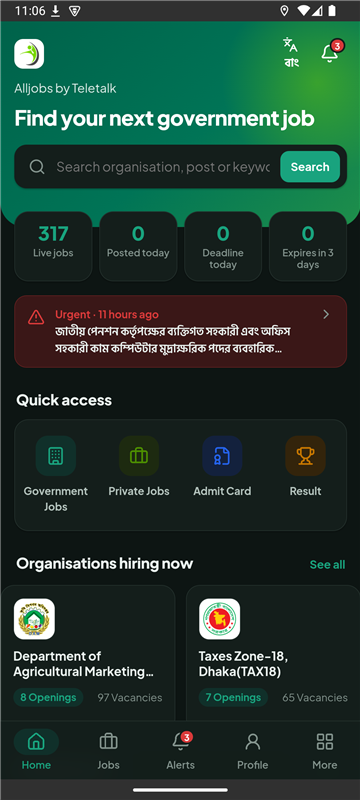 11:06
3
বাং
Alljobs by Teletalk
Find your next government job
Search organisation, post or keywo
Search
317
Live jobs
0
Posted today
0
Deadline
today
0
Expires in 3
days
Urgent · 11 hours ago
জাতীয় পেনশন কর্তৃপক্ষের ব্যক্তিগত সহকারী এবং অফিস
সহকারী কাম কম্পিউটার মুদ্রাক্ষরিক পদের ব্যবহারিক...
Quick access
Government
Jobs
Private Jobs
Admit Card
Result
Organisations hiring now
See all
Department of
Agricultural Marketing...
8 Openings
97 Vacancies
Taxes Zone-18,
Dhaka(TAX18)
7 Openings
65 Vacancies
3
Home
Jobs
Alerts
Profile
More